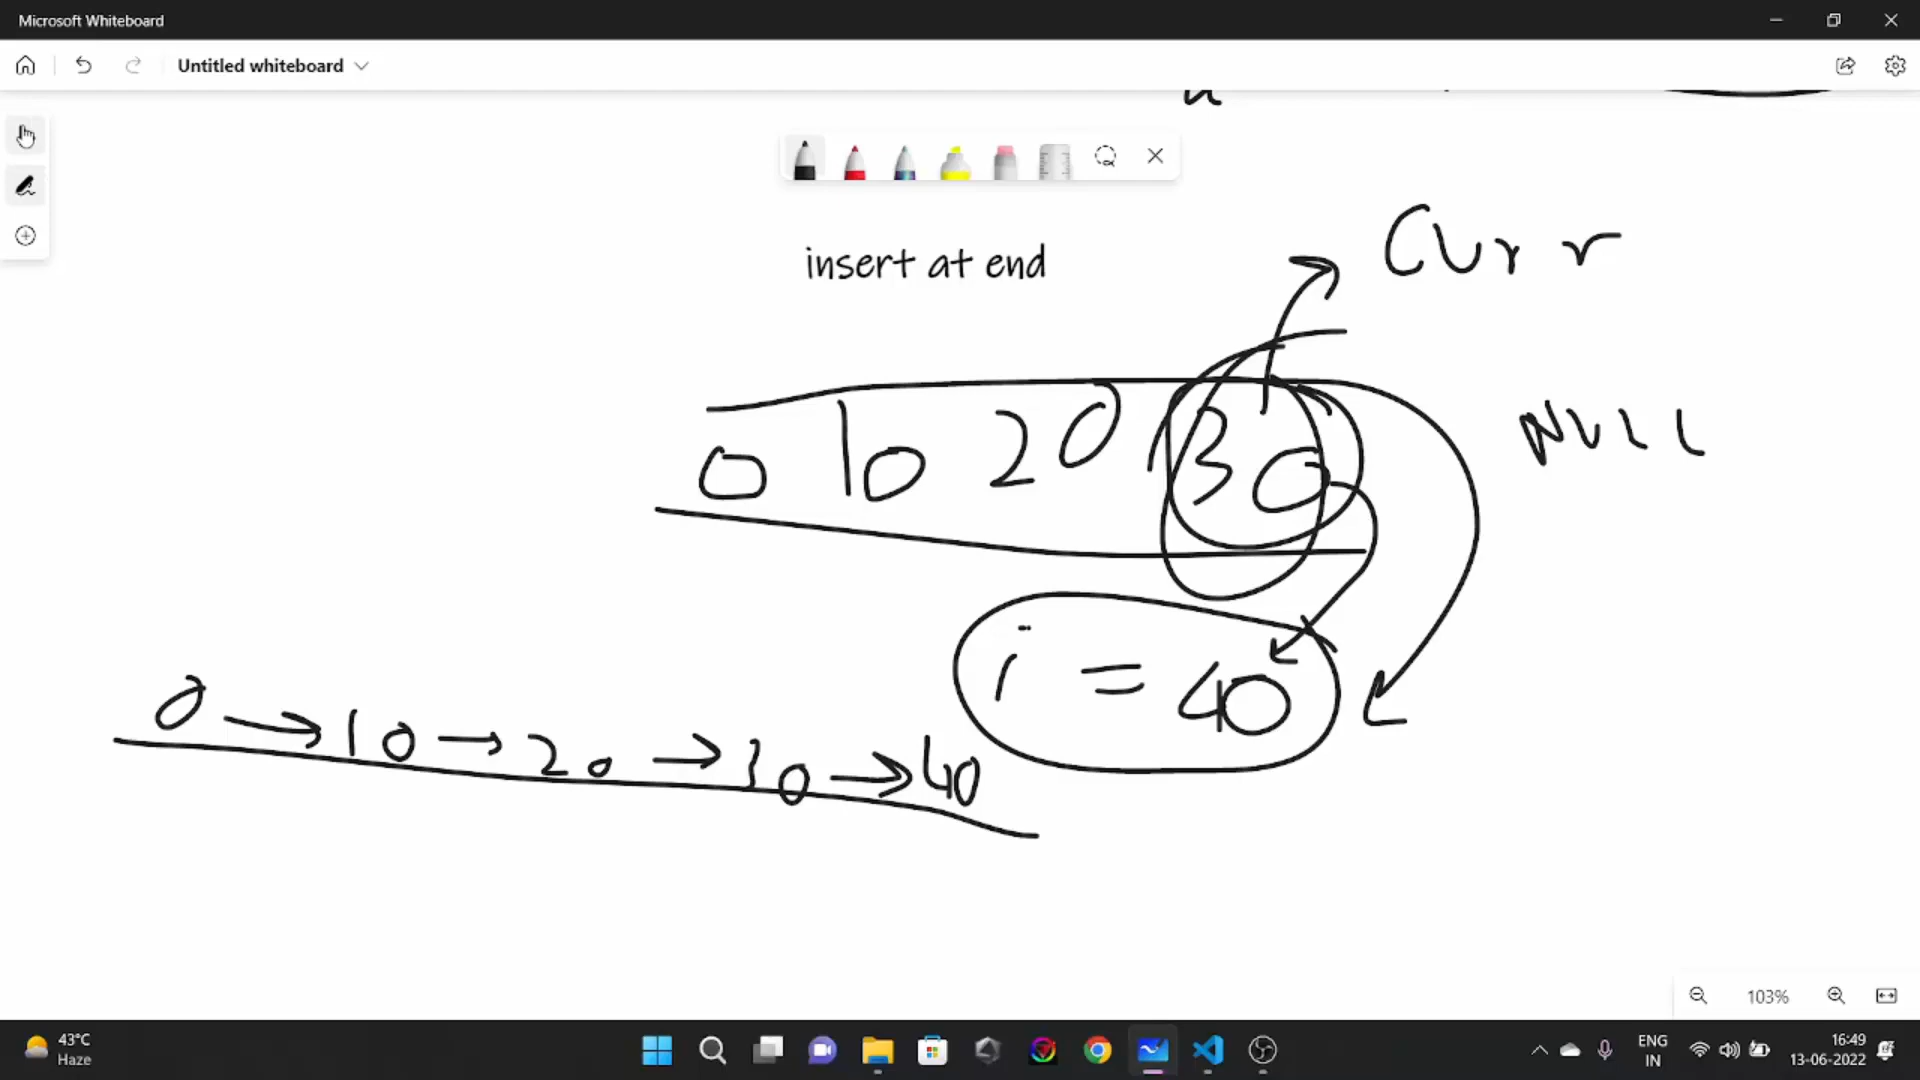 Microsoft Whiteboard
Untitled whiteboard
insert at end
Curr
0 10 20 30
NULL
i = 40
0 → 10 → 20 → 30 → 40
103%
43°C
Haze
ENG
IN
16:49
13-06-2022